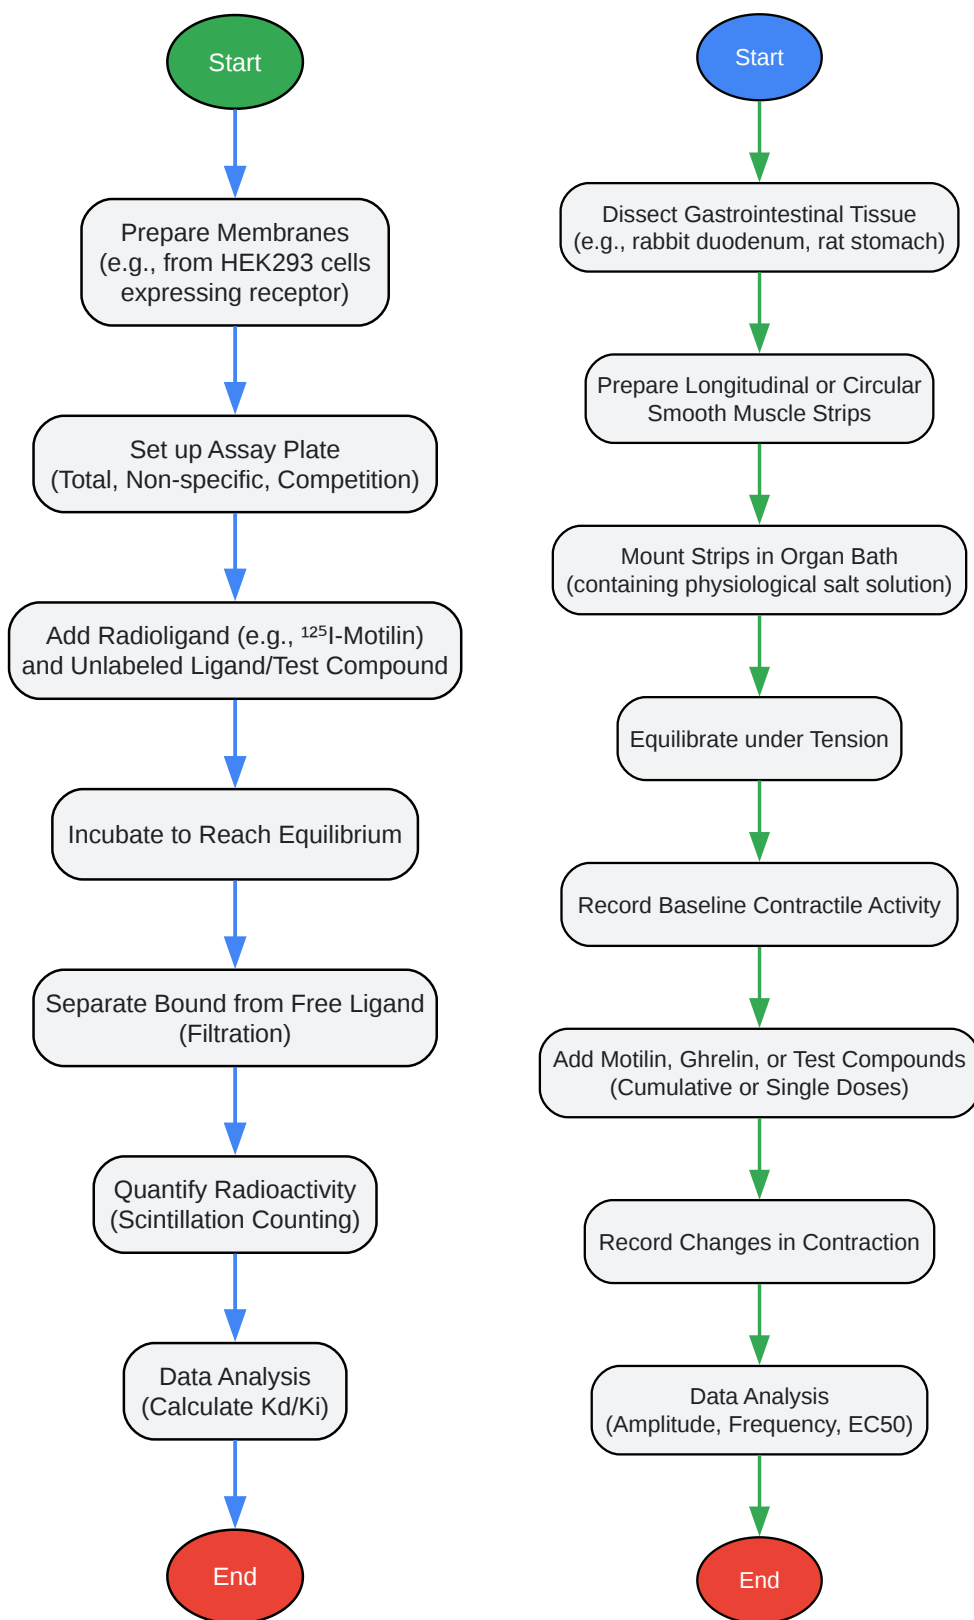 Start
Prepare Membranes
(e.g., from HEK293 cells
expressing receptor)
Set up Assay Plate
(Total, Non-specific, Competition)
Add Radioligand (e.g., ¹²⁵I-Motilin)
and Unlabeled Ligand/Test Compound
Incubate to Reach Equilibrium
Separate Bound from Free Ligand
(Filtration)
Quantify Radioactivity
(Scintillation Counting)
Data Analysis
(Calculate Kd/Ki)
End
Start
Dissect Gastrointestinal Tissue
(e.g., rabbit duodenum, rat stomach)
Prepare Longitudinal or Circular
Smooth Muscle Strips
Mount Strips in Organ Bath
(containing physiological salt solution)
Equilibrate under Tension
Record Baseline Contractile Activity
Add Motilin, Ghrelin, or Test Compounds
(Cumulative or Single Doses)
Record Changes in Contraction
Data Analysis
(Amplitude, Frequency, EC50)
End